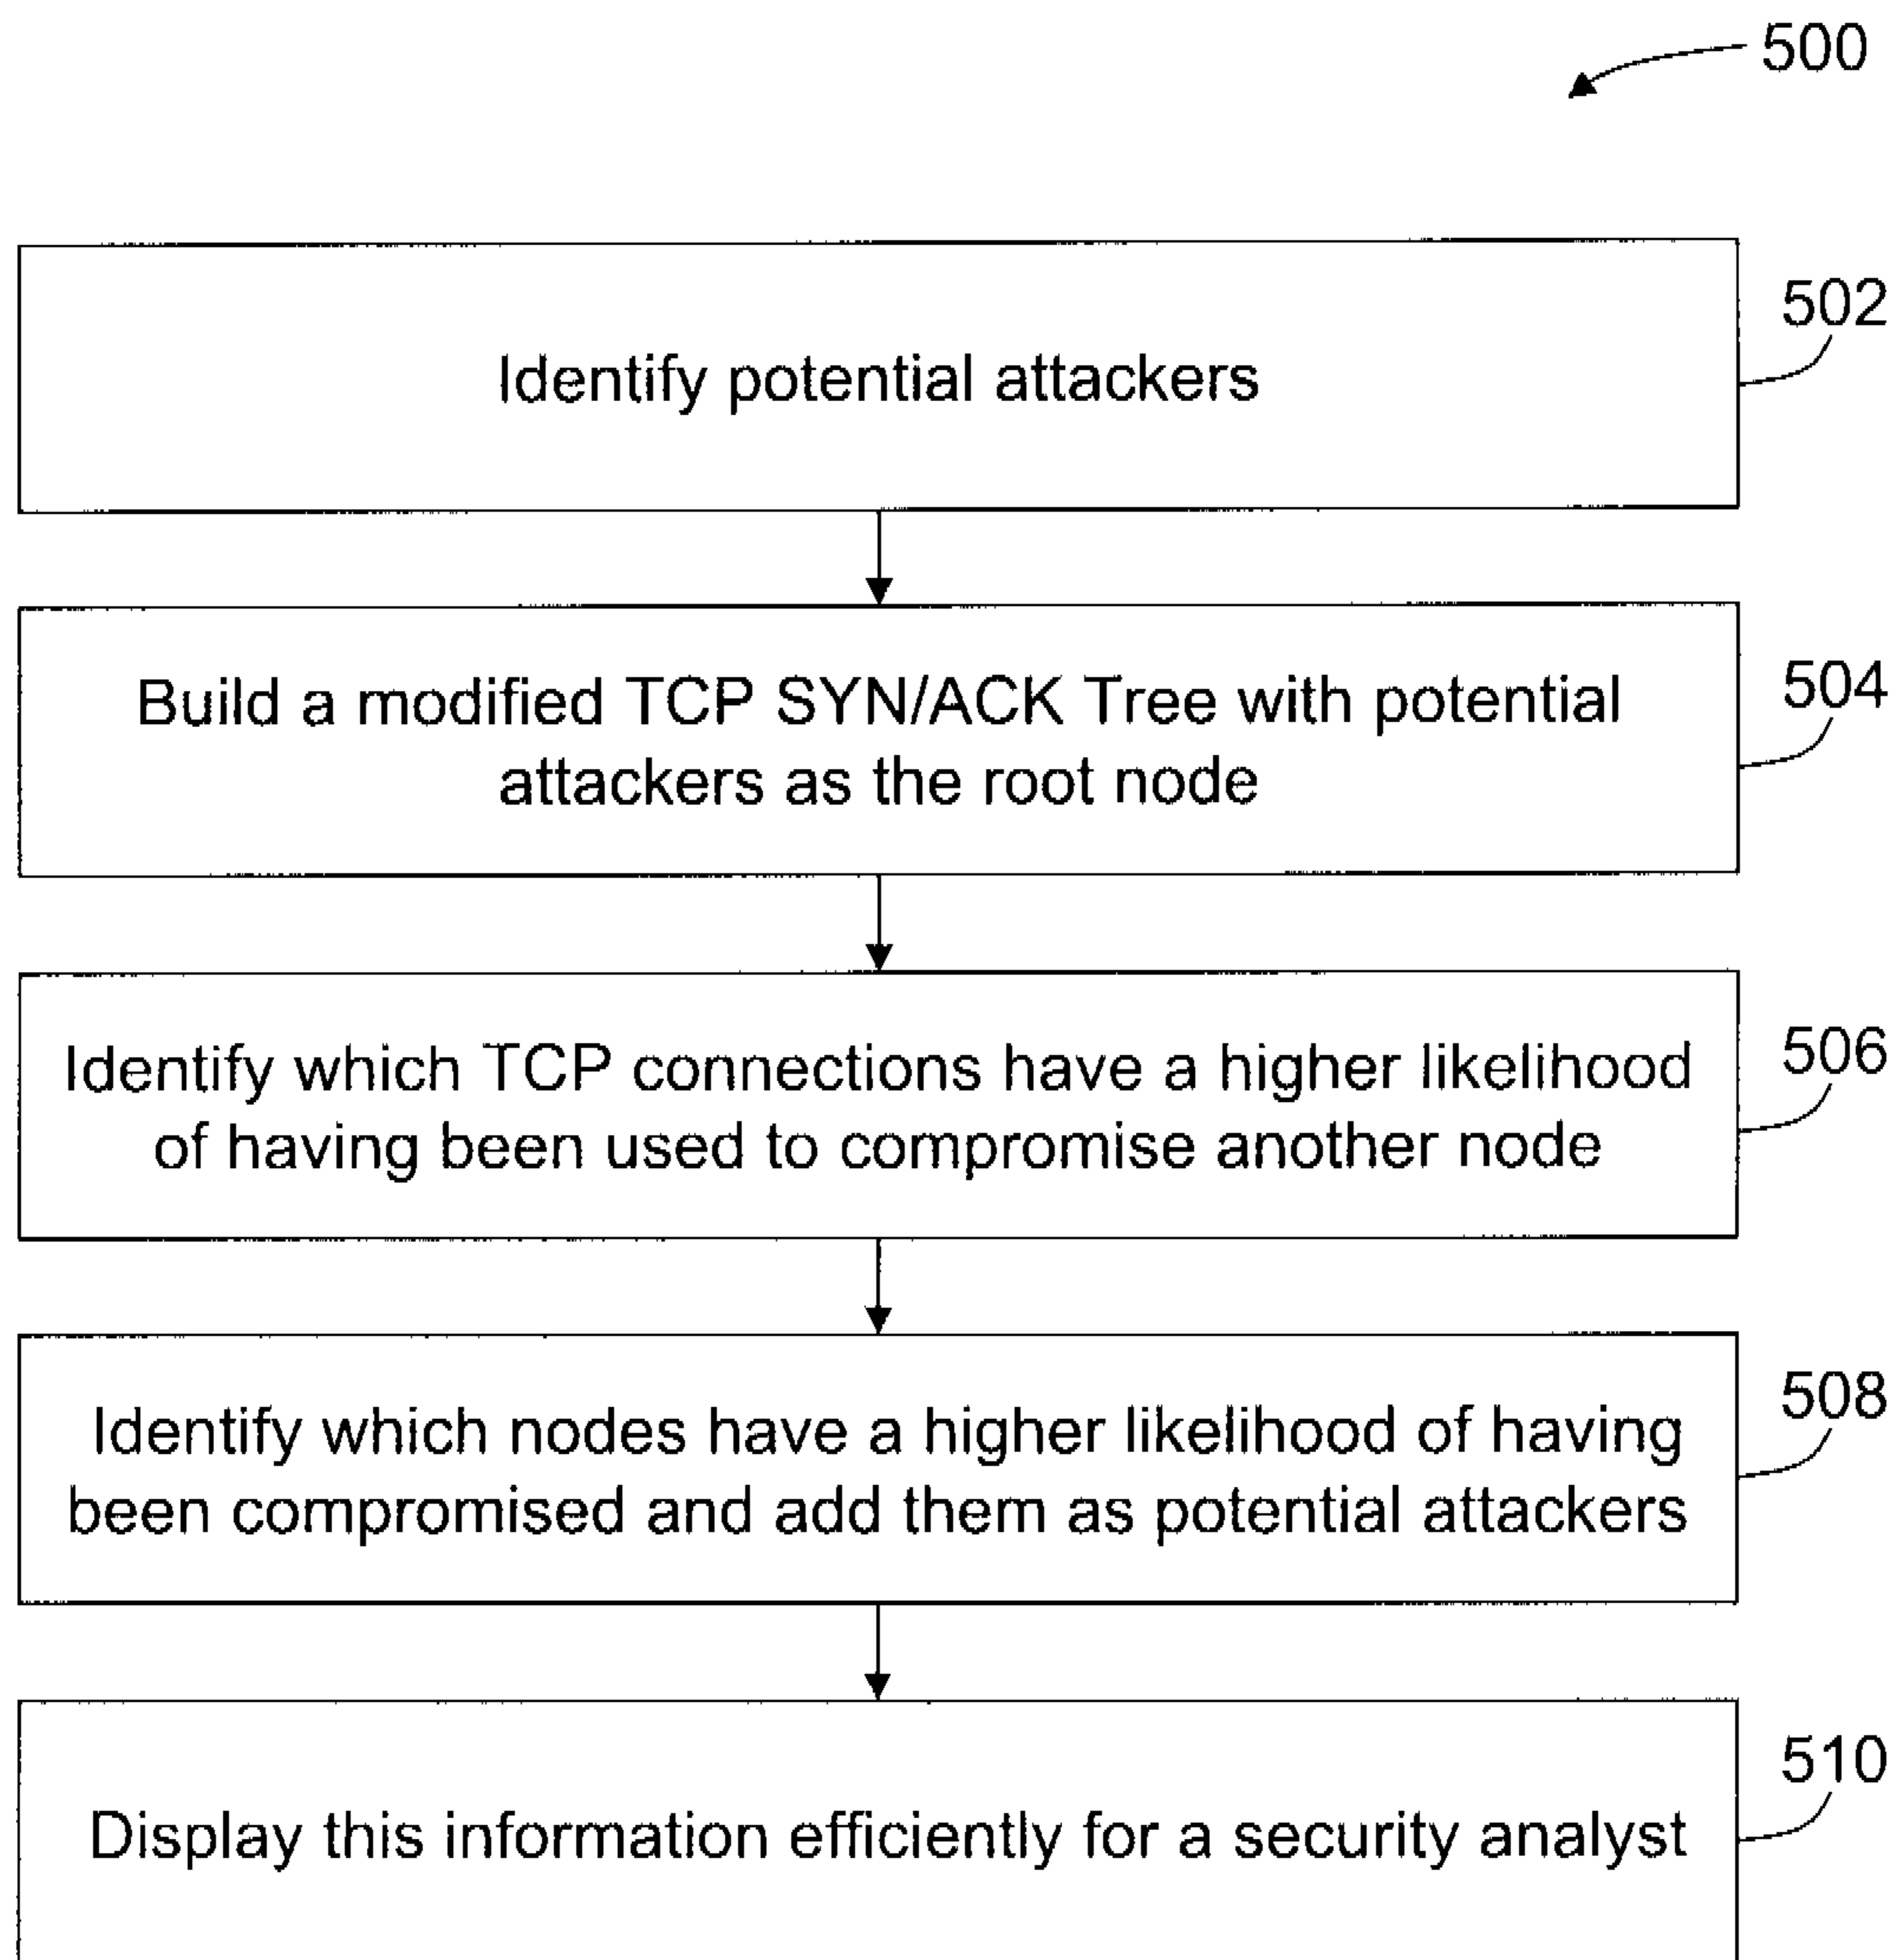 500
502
Identify potential attackers
504
Build a modified TCP SYN/ACK Tree with potential
attackers as the root node
506
Identify which TCP connections have a higher likelihood
of having been used to compromise another node
508
Identify which nodes have a higher likelihood of having
been compromised and add them as potential attackers
510
Display this information efficiently for a security analyst